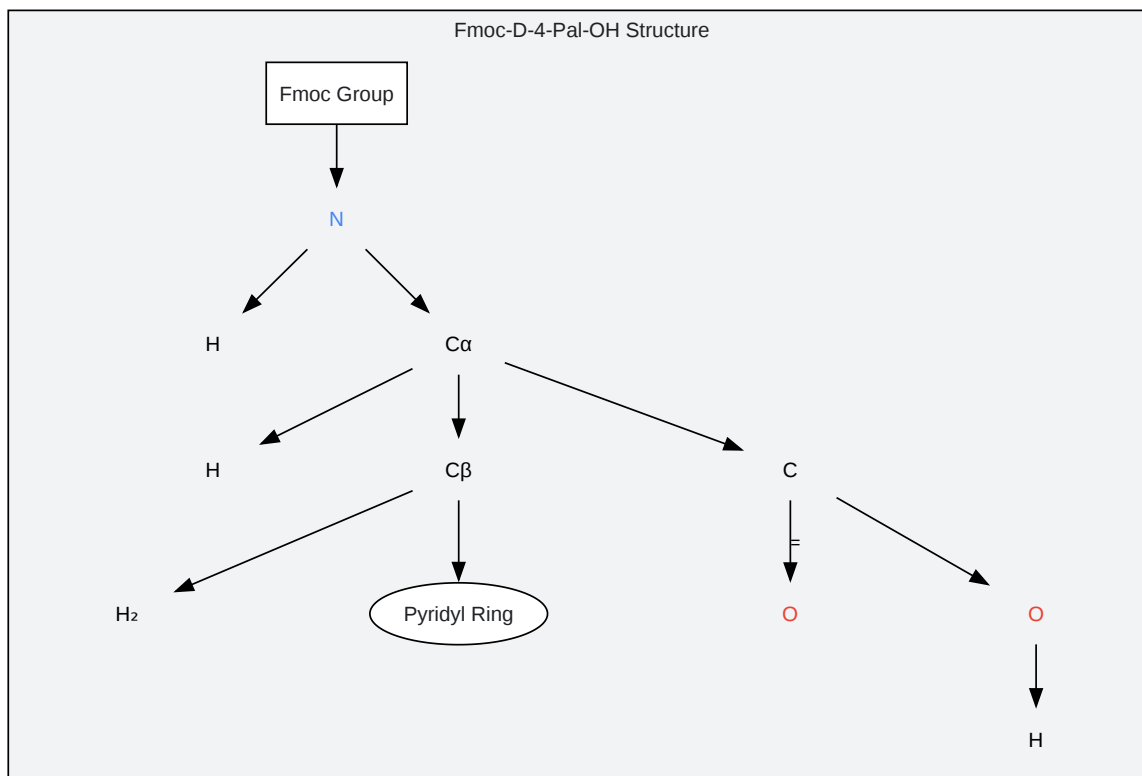 Fmoc-D-4-Pal-OH Structure
Fmoc Group
N
H
Cα
H
Cβ
C
=
H₂
Pyridyl Ring
O
O
H